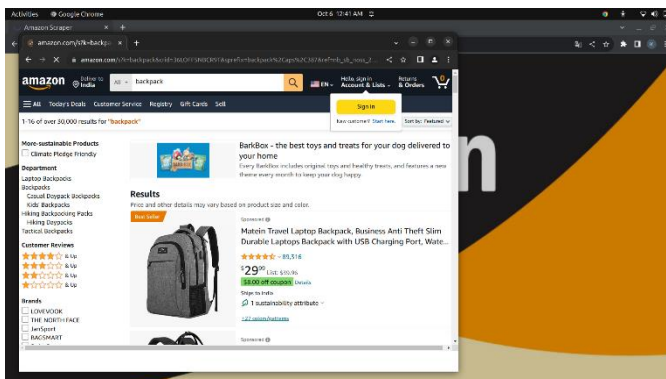 Activities Google Chrome Oct 6 12:41 AM
Amazon Scraper
amazon.com/s?k=backpa
amazon Deliver to India All backpack EN Hello, sign in Account & Lists Returns & Orders 0
All Today's Deals Customer Service Registry Gift Cards Sell
Sign in
New customer? Start here.
1-16 of over 30,000 results for "backpack"
Sort by: Featured
More-sustainable Products
Climate Pledge Friendly
Department
Laptop Backpacks
Backpacks
Casual Daypack Backpacks
Kids' Backpacks
Hiking Backpacking Packs
Hiking Daypacks
Tactical Backpacks
Customer Reviews
& Up
& Up
& Up
& Up
Brands
LOVEVOOK
THE NORTH FACE
JanSport
BAGSMART
BarkBox - the best toys and treats for your dog delivered to
your home
Every BarkBox includes original toys and healthy treats, and features a new
theme every month to keep your dog happy.
Results
Price and other details may vary based on product size and color.
Best Seller
Sponsored
Matein Travel Laptop Backpack, Business Anti Theft Slim
Durable Laptops Backpack with USB Charging Port, Wate...
89,516
$29.99 List: $39.96
$8.00 off coupon Details
Ships to India
1 sustainability attribute
+27 colors/patterns
Sponsored
n